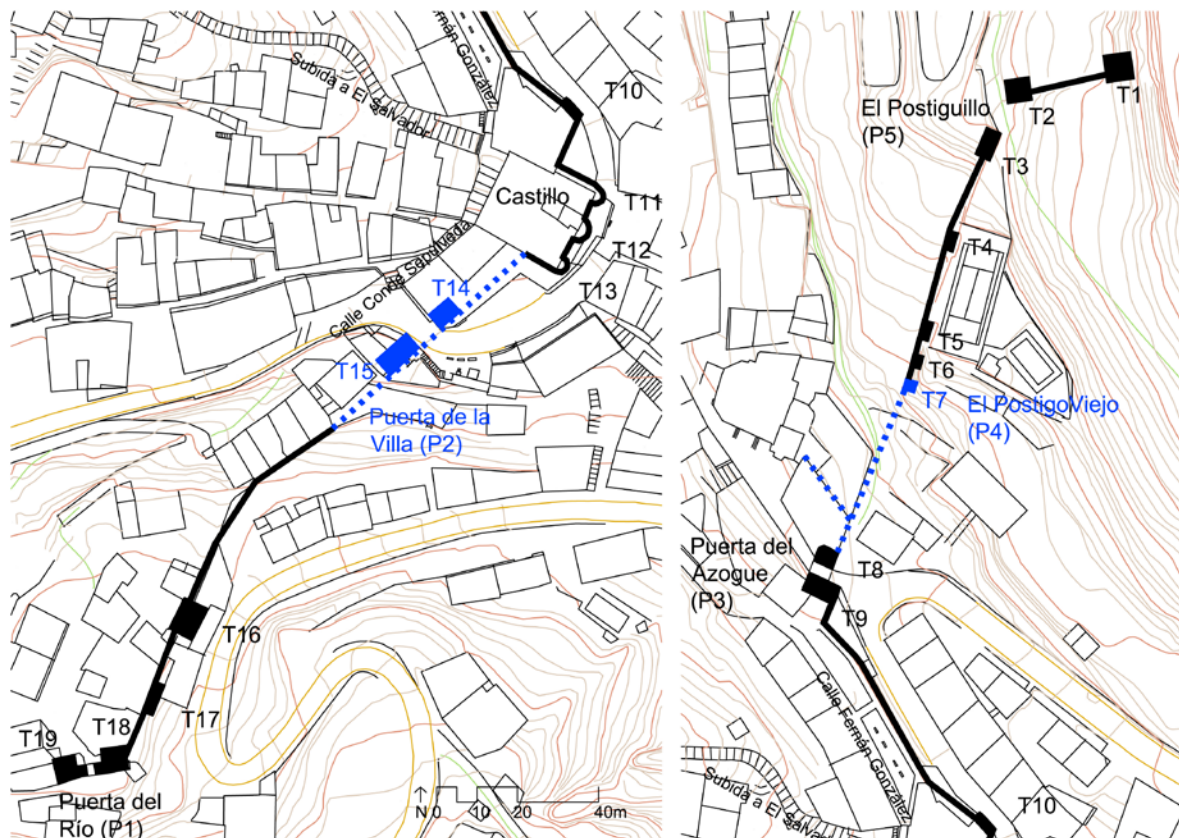 Fernán González
Subida a El Salvador
T10
Castillo
T11
T12
T13
Calle Conde Sepúlveda
T14
T15
Puerta de la
Villa (P2)
T16
T17
T18
T19
Puerta del
Río (P1)
N 0 10 20 40m
T1
T2
El Postiguillo
(P5)
T3
T4
T5
T6
T7
El PostigoViejo
(P4)
Puerta del
Azogue
(P3)
T8
T9
Calle Fernán González
Subida a El Salvador
T10